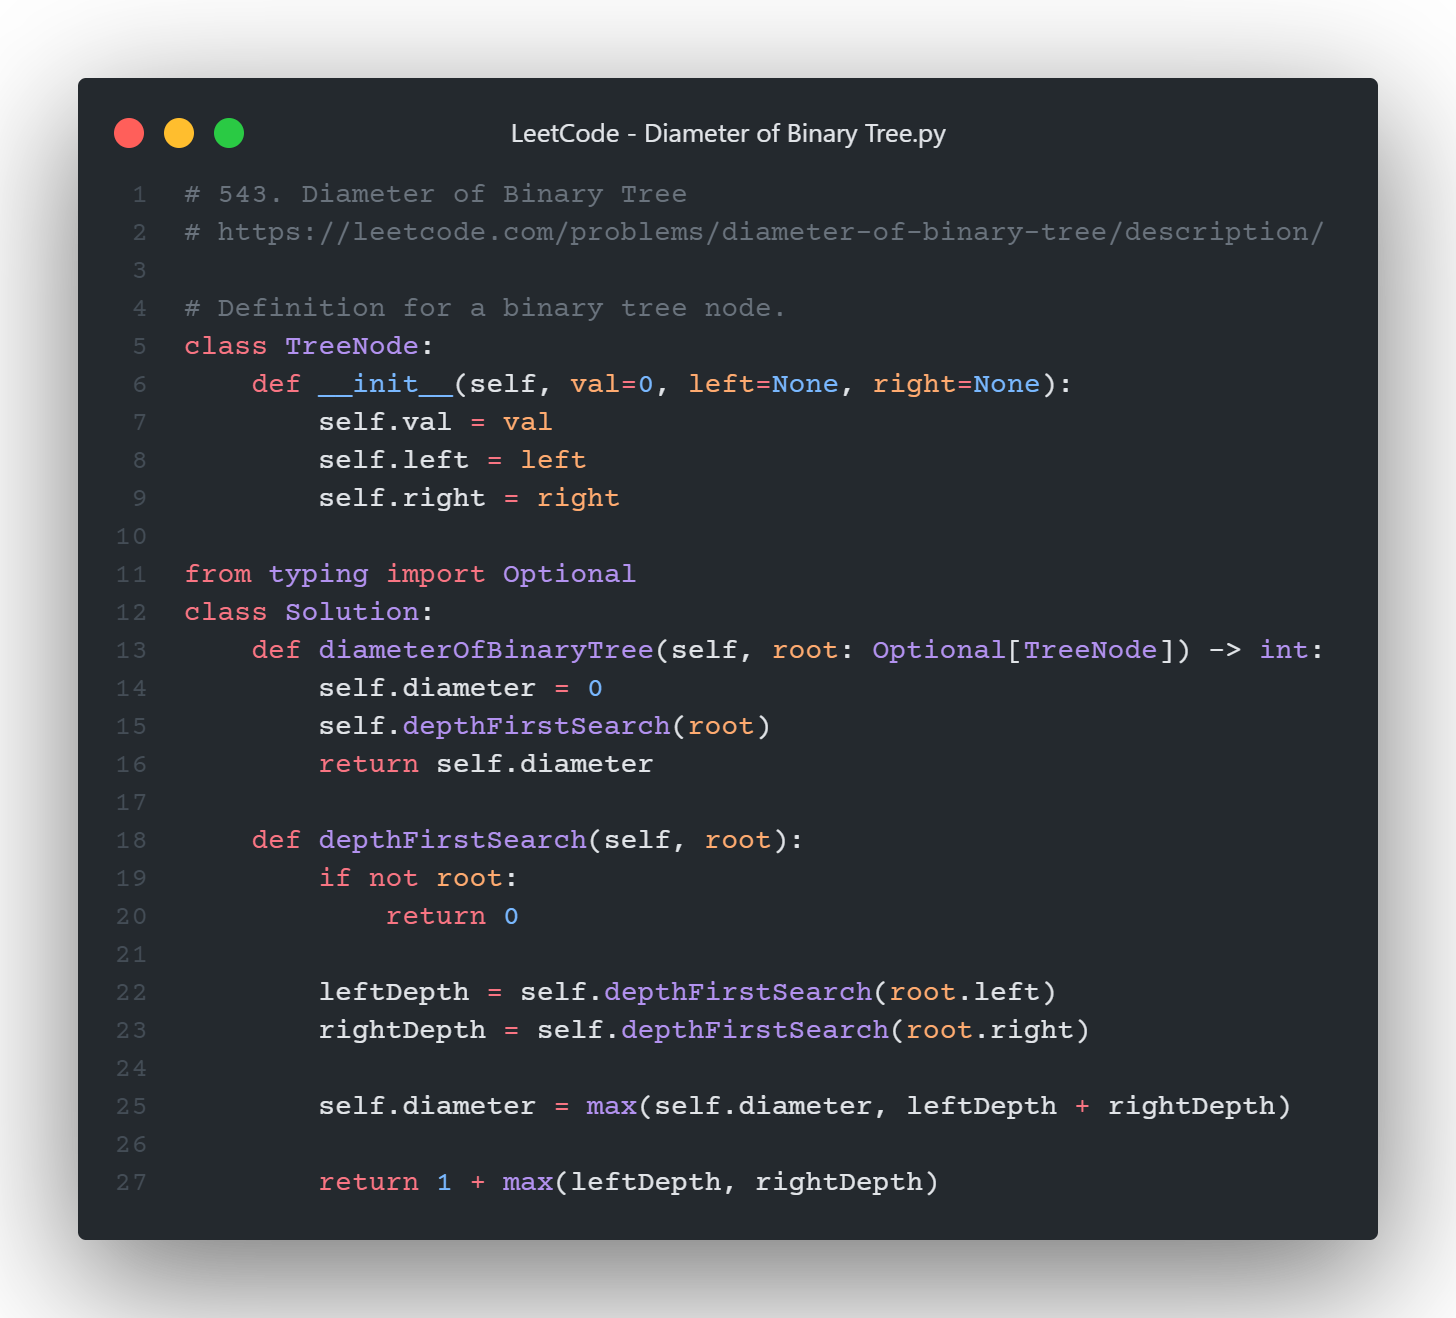 LeetCode - Diameter of Binary Tree.py
1 # 543. Diameter of Binary Tree
2 # https://leetcode.com/problems/diameter-of-binary-tree/description/
3
4 # Definition for a binary tree node.
5 class TreeNode:
6     def __init__(self, val=0, left=None, right=None):
7         self.val = val
8         self.left = left
9         self.right = right
10
11 from typing import Optional
12 class Solution:
13     def diameterOfBinaryTree(self, root: Optional[TreeNode]) -> int:
14         self.diameter = 0
15         self.depthFirstSearch(root)
16         return self.diameter
17
18     def depthFirstSearch(self, root):
19         if not root:
20             return 0
21
22         leftDepth = self.depthFirstSearch(root.left)
23         rightDepth = self.depthFirstSearch(root.right)
24
25         self.diameter = max(self.diameter, leftDepth + rightDepth)
26
27         return 1 + max(leftDepth, rightDepth)